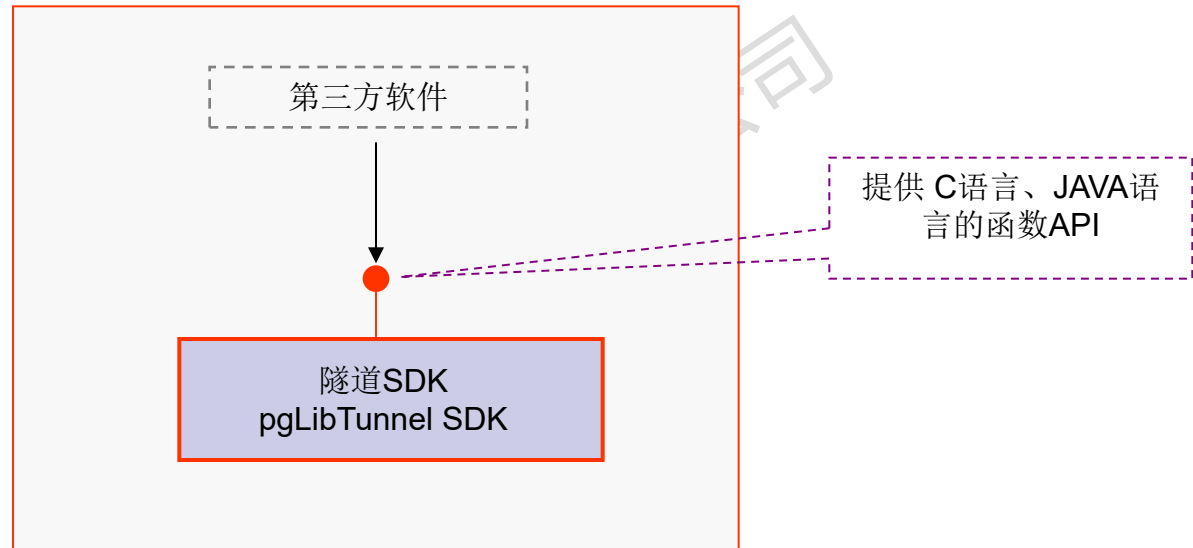 司
第三方软件
提供 C语言、JAVA语
言的函数API
隧道SDK
pgLibTunnel SDK